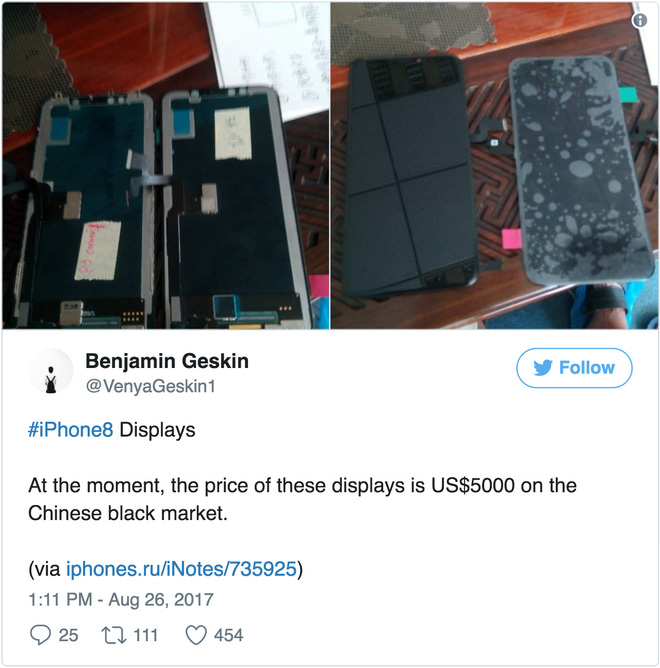 Benjamin Geskin
@VenyaGeskin1
Follow
#iPhone8 Displays
At the moment, the price of these displays is US$5000 on the
Chinese black market.
(via iphones.ru/iNotes/735925)
1:11 PM - Aug 26, 2017
25 111 454